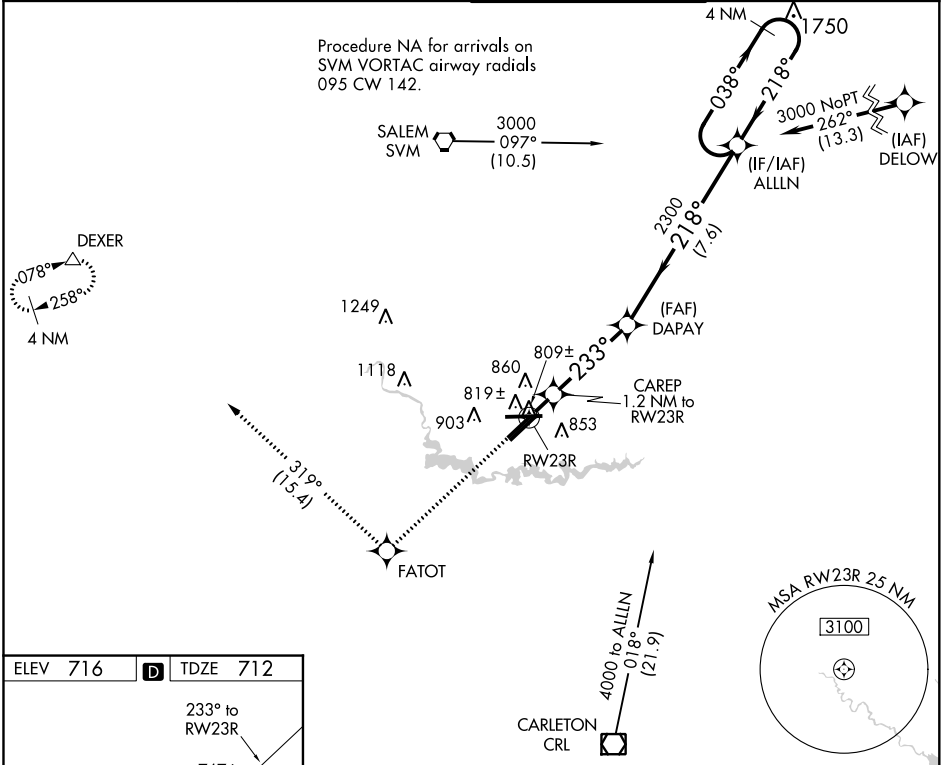 4 NM
1750
Procedure NA for arrivals on
SVM VORTAC airway radials
095 CW 142.
038°
218°
3000 NoPT
262°
(13.3)
(IAF)
DELOW
SALEM
SVM
3000
097°
(10.5)
(IF/IAF)
ALLLN
2300
218°
(7.6)
DEXER
078°
258°
4 NM
1249
(FAF)
DAPAY
233°
809±
860
1118
819±
CAREP
1.2 NM to
RW23R
903
853
RW23R
319°
(15.4)
FATOT
MSA RW23R 25 NM
3100
4000 to ALLLN
018°
(21.9)
CARLETON
CRL
ELEV 716
D
TDZE 712
233° to
RW23R